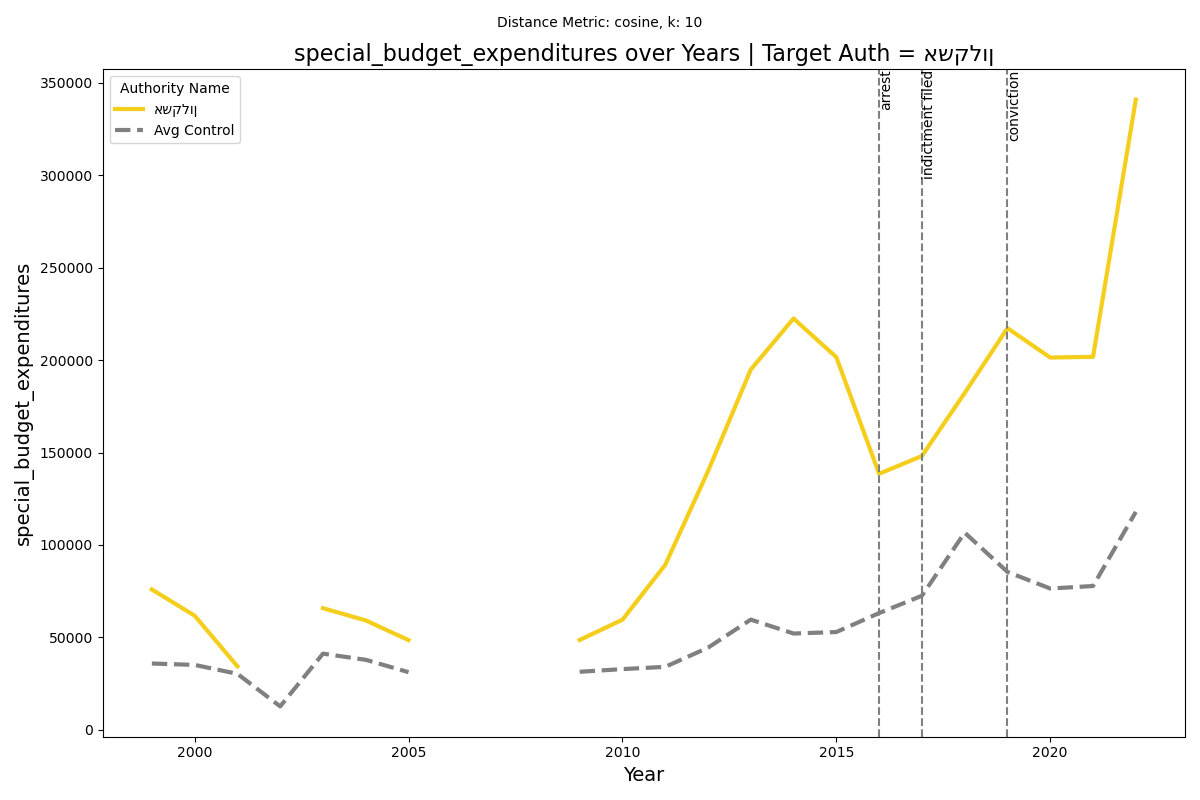 Distance Metric: cosine, k: 10
special_budget_expenditures over Years | Target Auth = אשקלון
Authority Name
אשקלון
Avg Control
arrest
indictment filed
conviction
350000
300000
250000
200000
150000
100000
50000
0
special_budget_expenditures
2000
2005
2010
2015
2020
Year